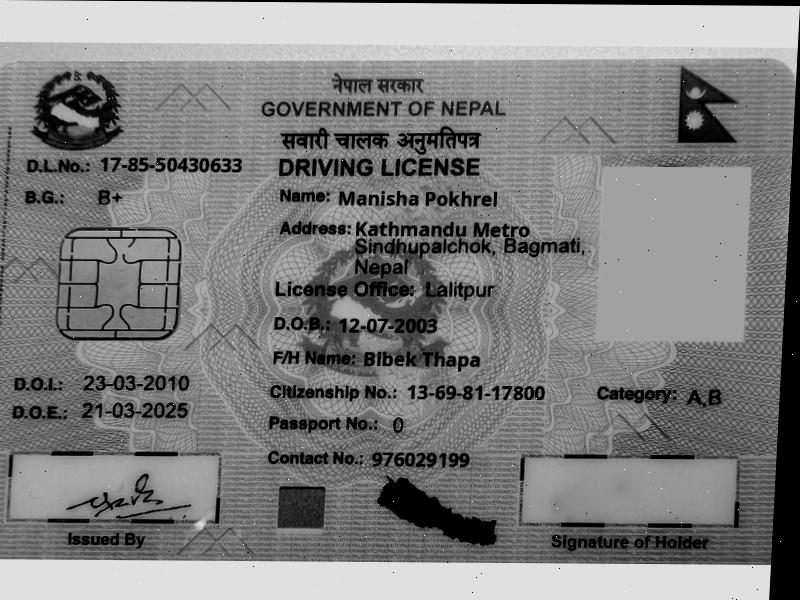 नेपाल सरकार
GOVERNMENT OF NEPAL
सवारी चालक अनुमतिपत्र
DRIVING LICENSE
D.L.No.: 17-85-50430633
B.G.: B+
Name: Manisha Pokhrel
Address: Kathmandu Metro
Sindhupalchok, Bagmati,
Nepal
License Office: Lalitpur
D.O.B.: 12-07-2003
F/H Name: BIbek Thapa
D.O.I.: 23-03-2010
Citizenship No.: 13-69-81-17800
Category: A,B
D.O.E.: 21-03-2025
Passport No.: 0
Contact No.: 976029199
Issued By
Signature of Holder